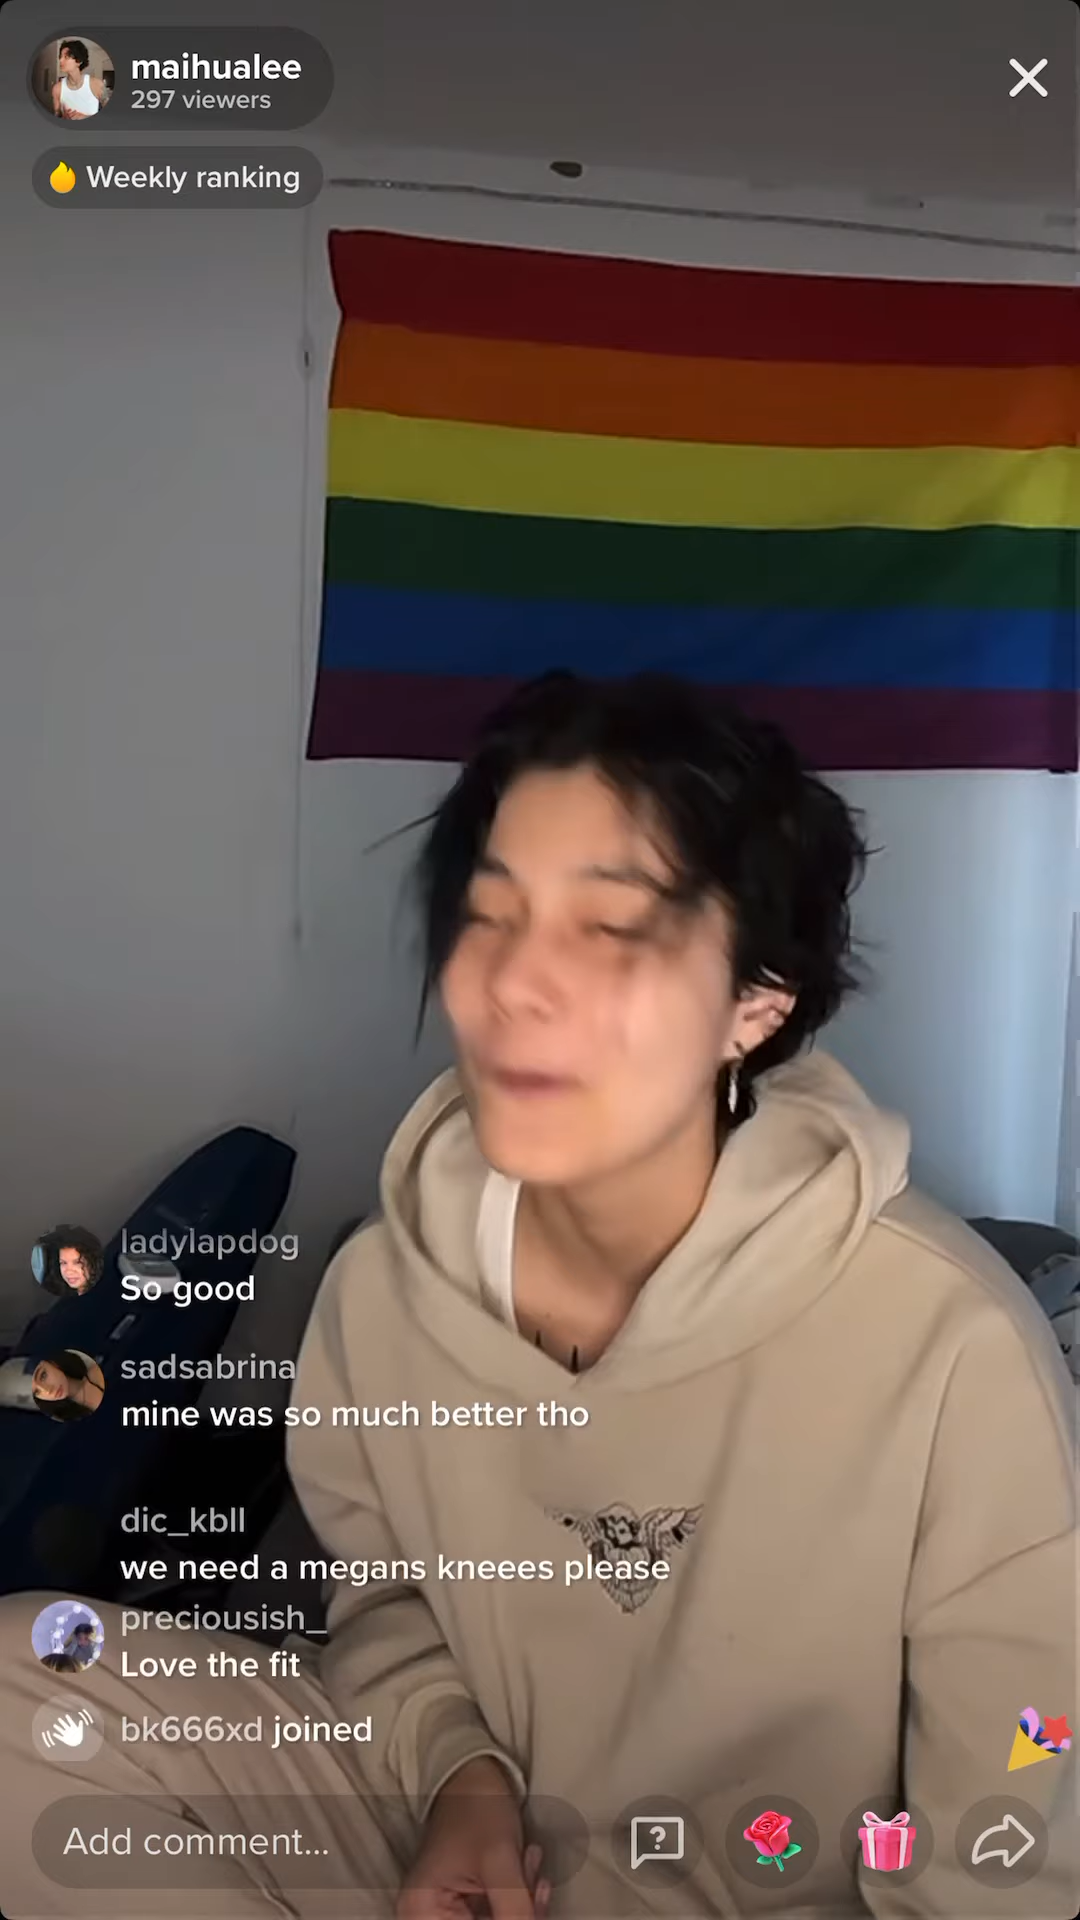 maihualee
297 viewers
Weekly ranking
ladylapdog
So good
sadsabrina
mine was so much better tho
dic_kbll
we need a megans kneees please
preciousish_
Love the fit
bk666xd joined
Add comment...
?